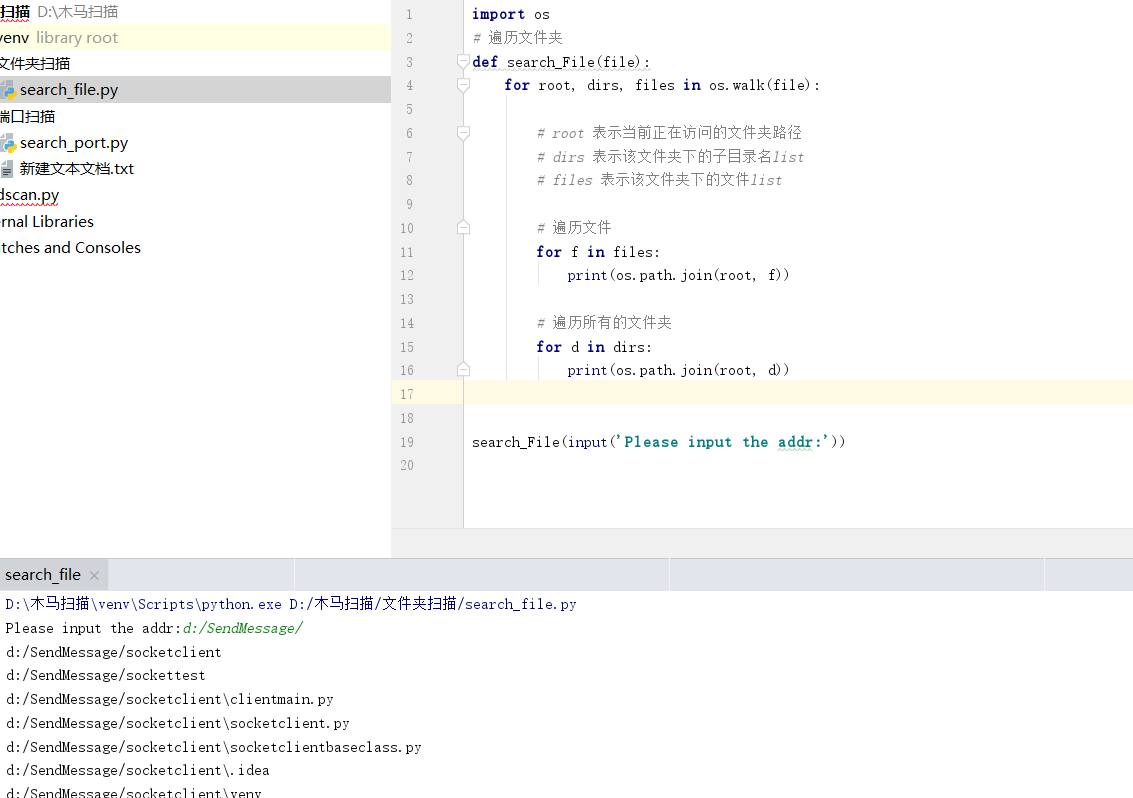 扫描 D:\木马扫描
venv library root
文件夹扫描
search_file.py
端口扫描
search_port.py
新建文本文档.txt
dscan.py
rnal Libraries
tches and Consoles
1 import os
2 # 遍历文件夹
3 def search_File(file):
4 for root, dirs, files in os.walk(file):
5
6 # root 表示当前正在访问的文件夹路径
7 # dirs 表示该文件夹下的子目录名list
8 # files 表示该文件夹下的文件list
9
10 # 遍历文件
11 for f in files:
12 print(os.path.join(root, f))
13
14 # 遍历所有的文件夹
15 for d in dirs:
16 print(os.path.join(root, d))
17
18
19 search_File(input('Please input the addr:'))
20
search_file
D:\木马扫描\venv\Scripts\python.exe D:/木马扫描/文件夹扫描/search_file.py
Please input the addr:d:/SendMessage/
d:/SendMessage/socketclient
d:/SendMessage/sockettest
d:/SendMessage/socketclient\clientmain.py
d:/SendMessage/socketclient\socketclient.py
d:/SendMessage/socketclient\socketclientbaseclass.py
d:/SendMessage/socketclient\.idea
d:/SendMessage/socketclient\venv